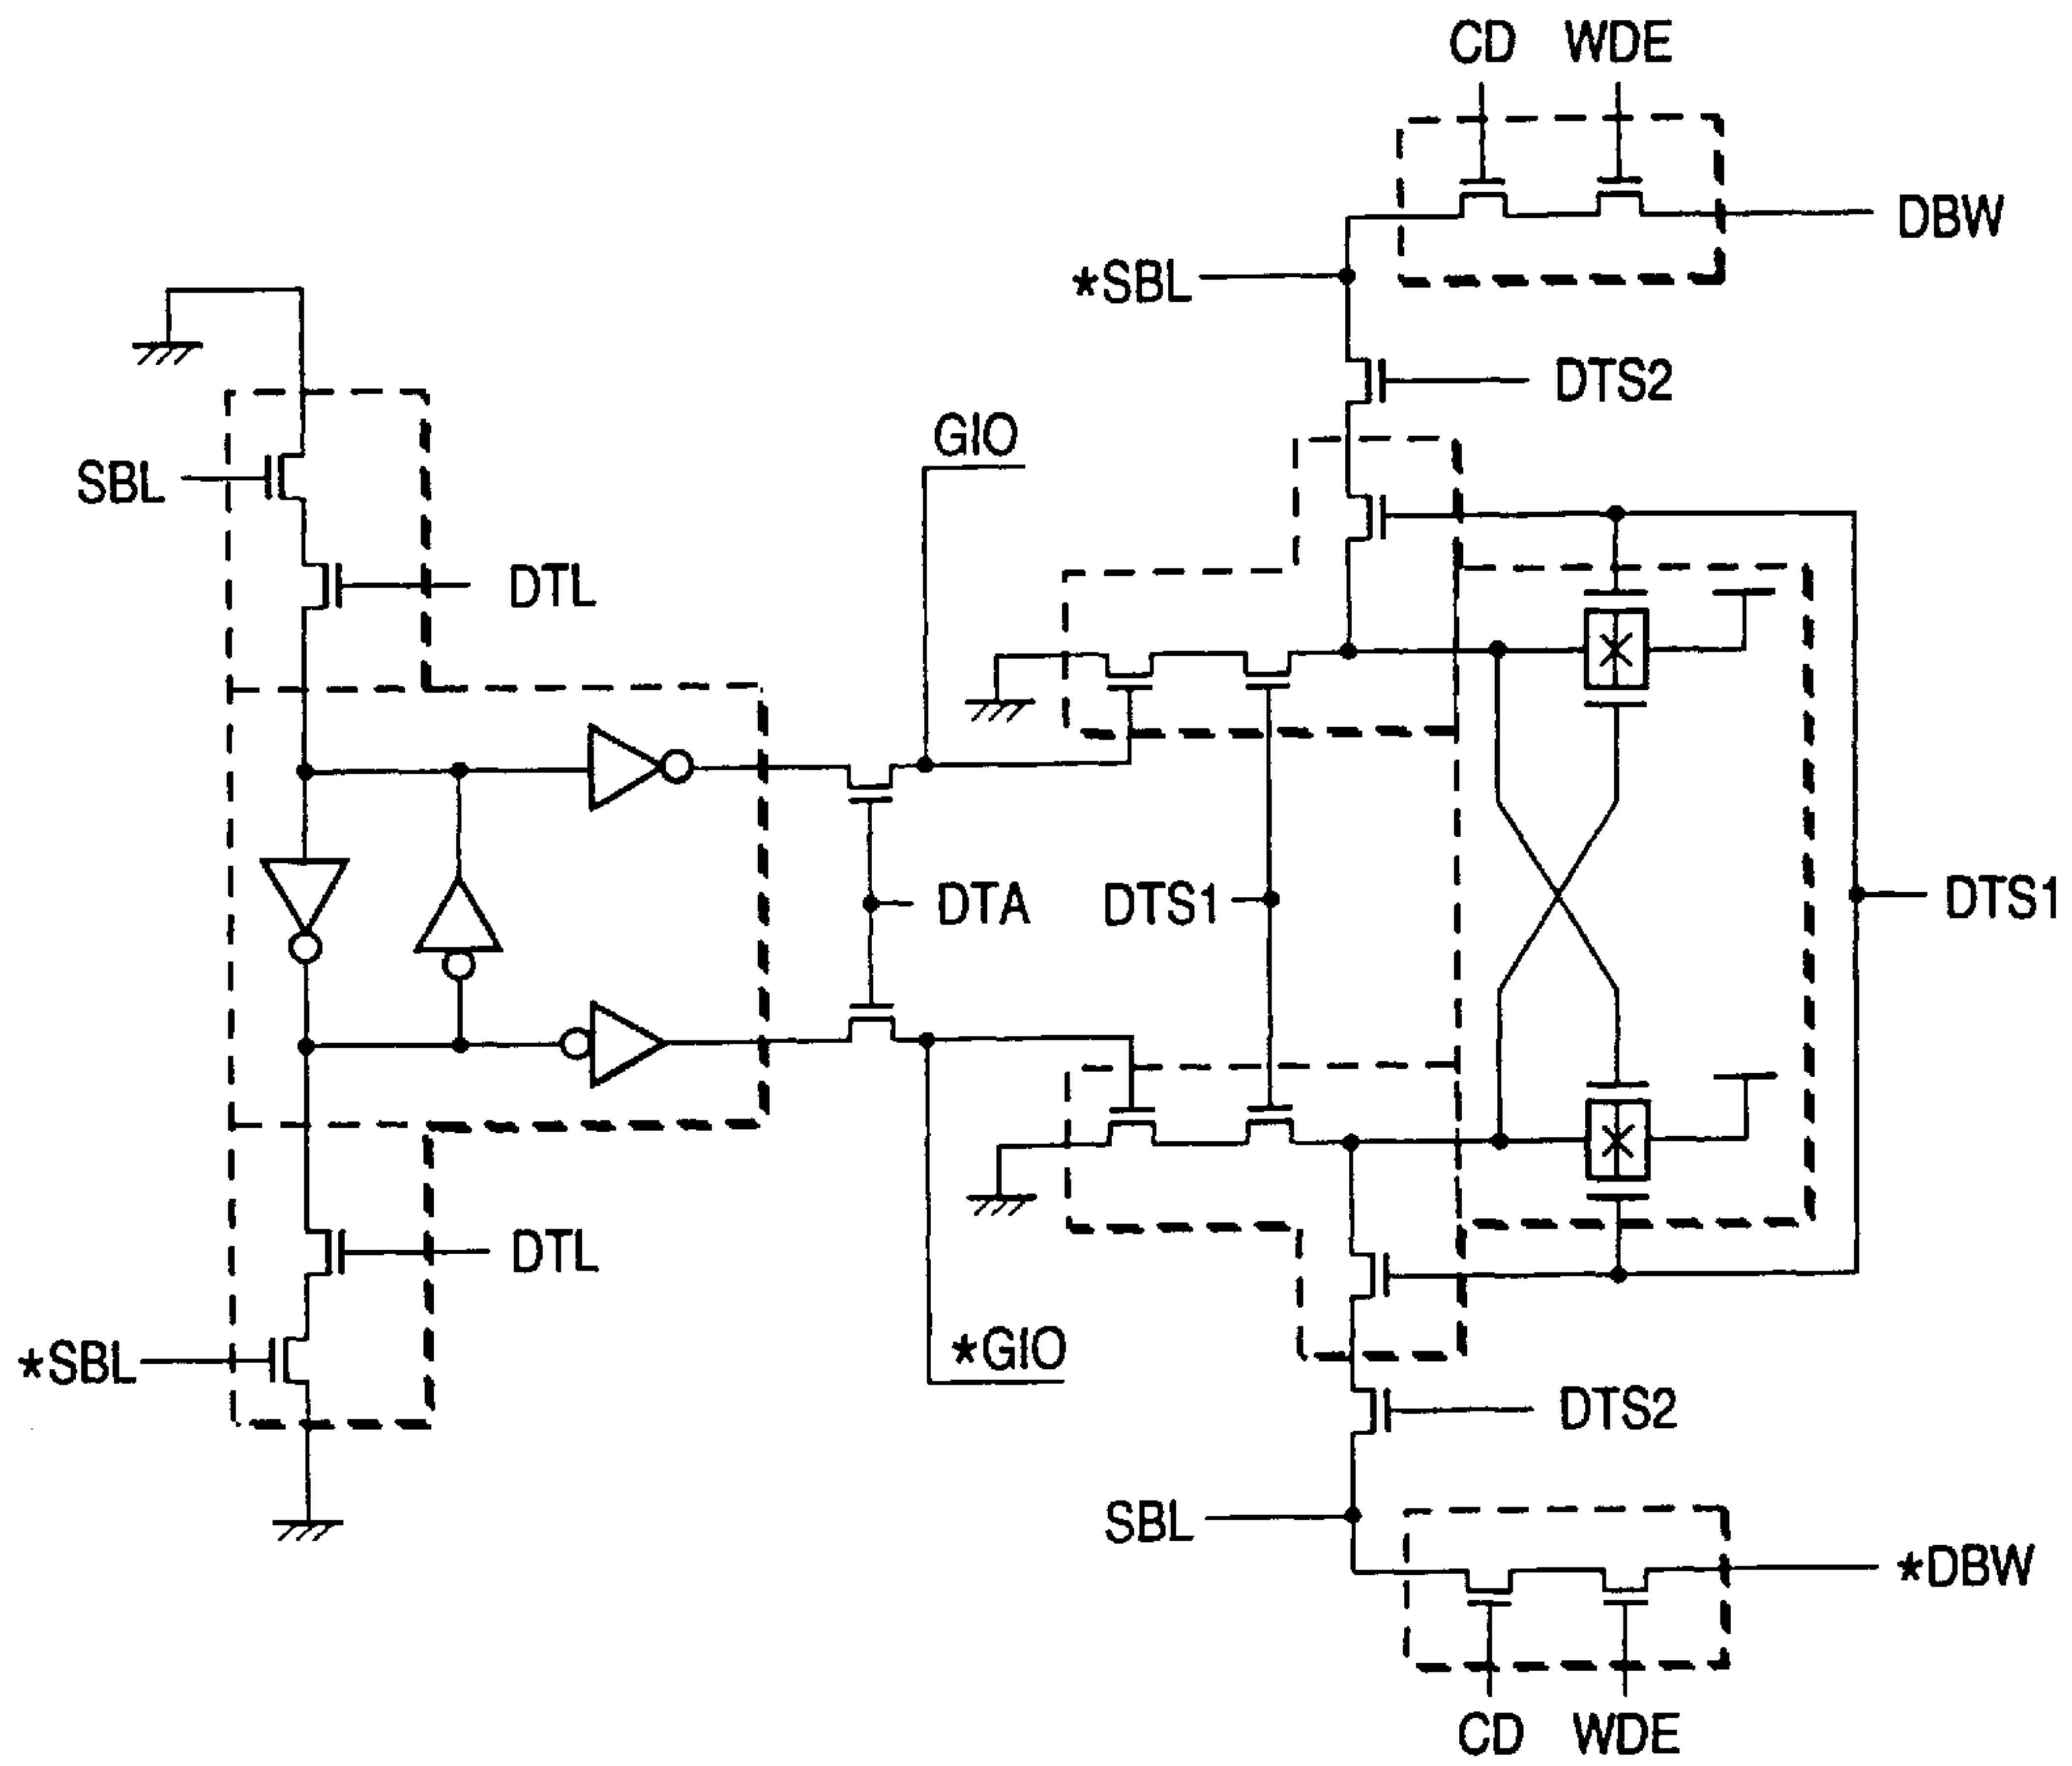 CD WDE
DBW
*SBL
DTS2
GIO
SBL
DTL
DTA
DTS1
DTS1
DTL
*GIO
*SBL
DTS2
SBL
*DBW
CD WDE